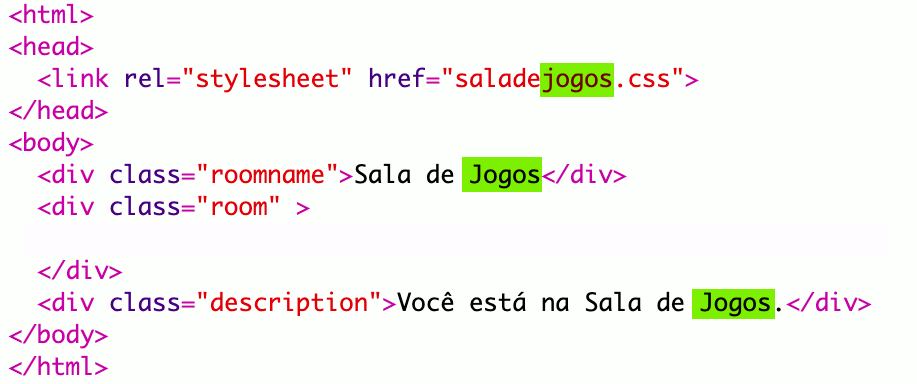 <html>
<head>
  <link rel="stylesheet" href="saladejogos.css">
</head>
<body>
  <div class="roomname">Sala de Jogos</div>
  <div class="room" >
  </div>
  <div class="description">Você está na Sala de Jogos.</div>
</body>
</html>